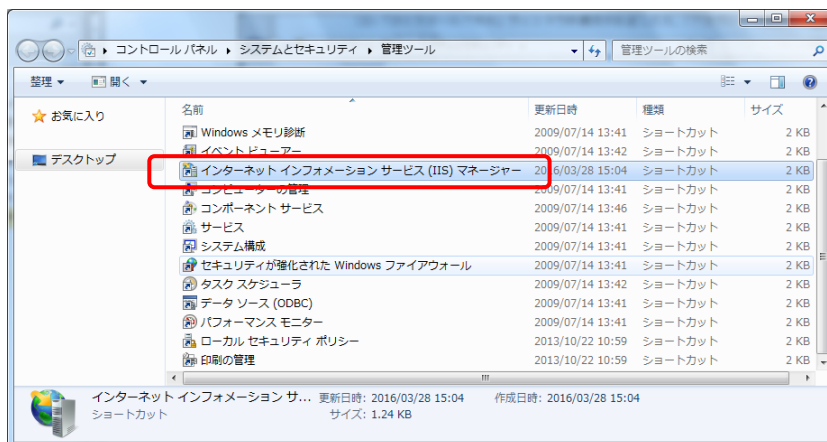 コントロール パネル ▸ システムとセキュリティ ▸ 管理ツール
管理ツールの検索
整理 開く
お気に入り
デスクトップ
名前 更新日時 種類 サイズ
Windows メモリ診断 2009/07/14 13:41 ショートカット 2 KB
イベント ビューアー 2009/07/14 13:42 ショートカット 2 KB
インターネット インフォメーション サービス (IIS) マネージャー 2016/03/28 15:04 ショートカット 2 KB
コンピューターの管理 2009/07/14 13:41 ショートカット 2 KB
コンポーネント サービス 2009/07/14 13:46 ショートカット 2 KB
サービス 2009/07/14 13:41 ショートカット 2 KB
システム構成 2009/07/14 13:41 ショートカット 2 KB
セキュリティが強化された Windows ファイアウォール 2009/07/14 13:41 ショートカット 2 KB
タスク スケジューラ 2009/07/14 13:42 ショートカット 2 KB
データ ソース (ODBC) 2009/07/14 13:41 ショートカット 2 KB
パフォーマンス モニター 2009/07/14 13:41 ショートカット 2 KB
ローカル セキュリティ ポリシー 2013/10/22 10:59 ショートカット 2 KB
印刷の管理 2013/10/22 10:59 ショートカット 2 KB
インターネット インフォメーション サ... 更新日時: 2016/03/28 15:04 作成日時: 2016/03/28 15:04
ショートカット サイズ: 1.24 KB